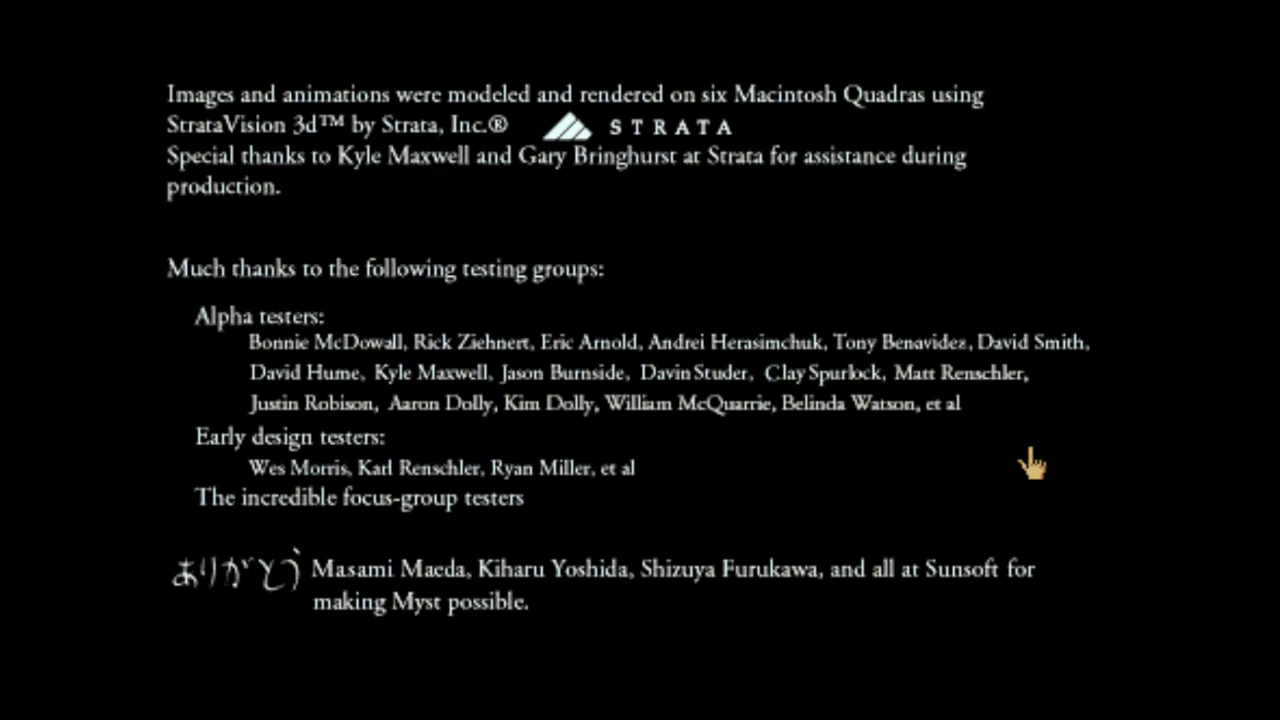 Images and animations were modeled and rendered on six Macintosh Quadras using
StrataVision 3d™ by Strata, Inc.® STRATA
Special thanks to Kyle Maxwell and Gary Bringhurst at Strata for assistance during
production.
Much thanks to the following testing groups:
Alpha testers:
Bonnie McDowall, Rick Ziehnert, Eric Arnold, Andrei Herasimchuk, Tony Benavidez, David Smith,
David Hume, Kyle Maxwell, Jason Burnside, Davin Studer, Clay Spurlock, Matt Renschler,
Justin Robison, Aaron Dolly, Kim Dolly, William McQuarrie, Belinda Watson, et al
Early design testers:
Wes Morris, Karl Renschler, Ryan Miller, et al
The incredible focus-group testers
ありがとう Masami Maeda, Kiharu Yoshida, Shizuya Furukawa, and all at Sunsoft for
making Myst possible.